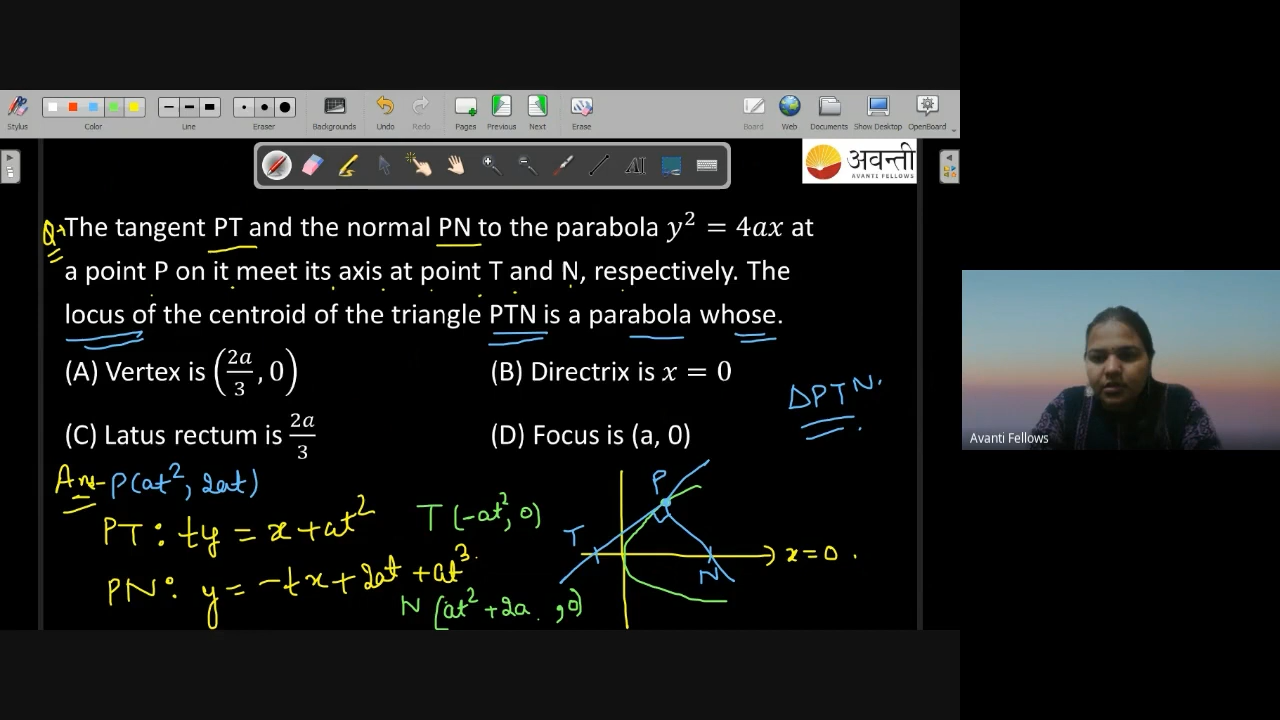 Stylus Color Line Eraser Backgrounds Undo Redo Pages Previous Next Erase Board Web Documents Show Desktop OpenBoard
अवन्ती
AVANTI FELLOWS
Q→ The tangent PT and the normal PN to the parabola y² = 4ax at
a point P on it meet its axis at point T and N, respectively. The
locus of the centroid of the triangle PTN is a parabola whose.
(A) Vertex is (2a/3, 0) (B) Directrix is x = 0
(C) Latus rectum is 2a/3 (D) Focus is (a, 0)
ΔPTN.
Ans- P(at², 2at)
PT: ty = x + at² T(-at², 0)
PN: y = -tx + 2at + at³
N (at² + 2a, 0)
P
T
N
x=0
Avanti Fellows